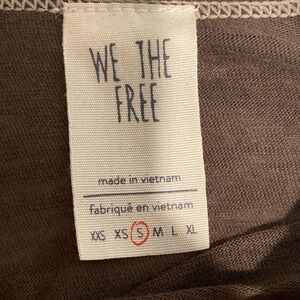 WE THE
FREE
made in vietnam
fabriqué en vietnam
XXS XS S M L XL